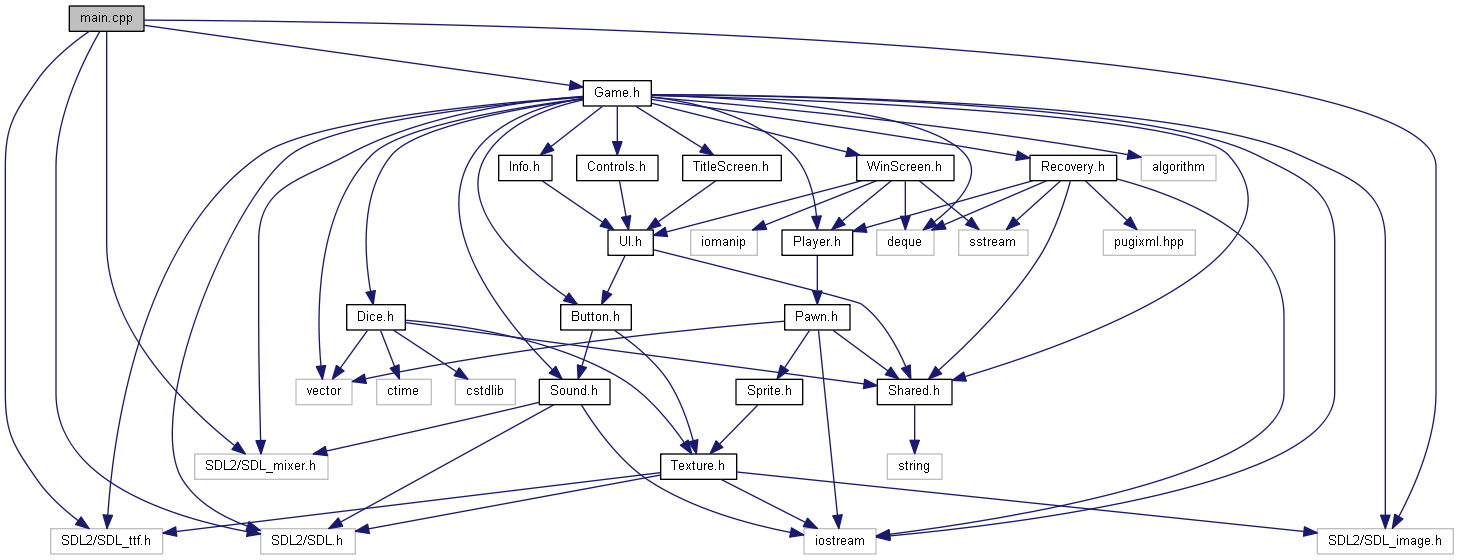 main.cpp
Game.h
Info.h
Controls.h
TitleScreen.h
WinScreen.h
Recovery.h
algorithm
UI.h
iomanip
Player.h
deque
sstream
pugixml.hpp
Dice.h
Button.h
Pawn.h
vector
ctime
cstdlib
Sound.h
Sprite.h
Shared.h
SDL2/SDL_mixer.h
Texture.h
string
SDL2/SDL_ttf.h
SDL2/SDL.h
iostream
SDL2/SDL_image.h